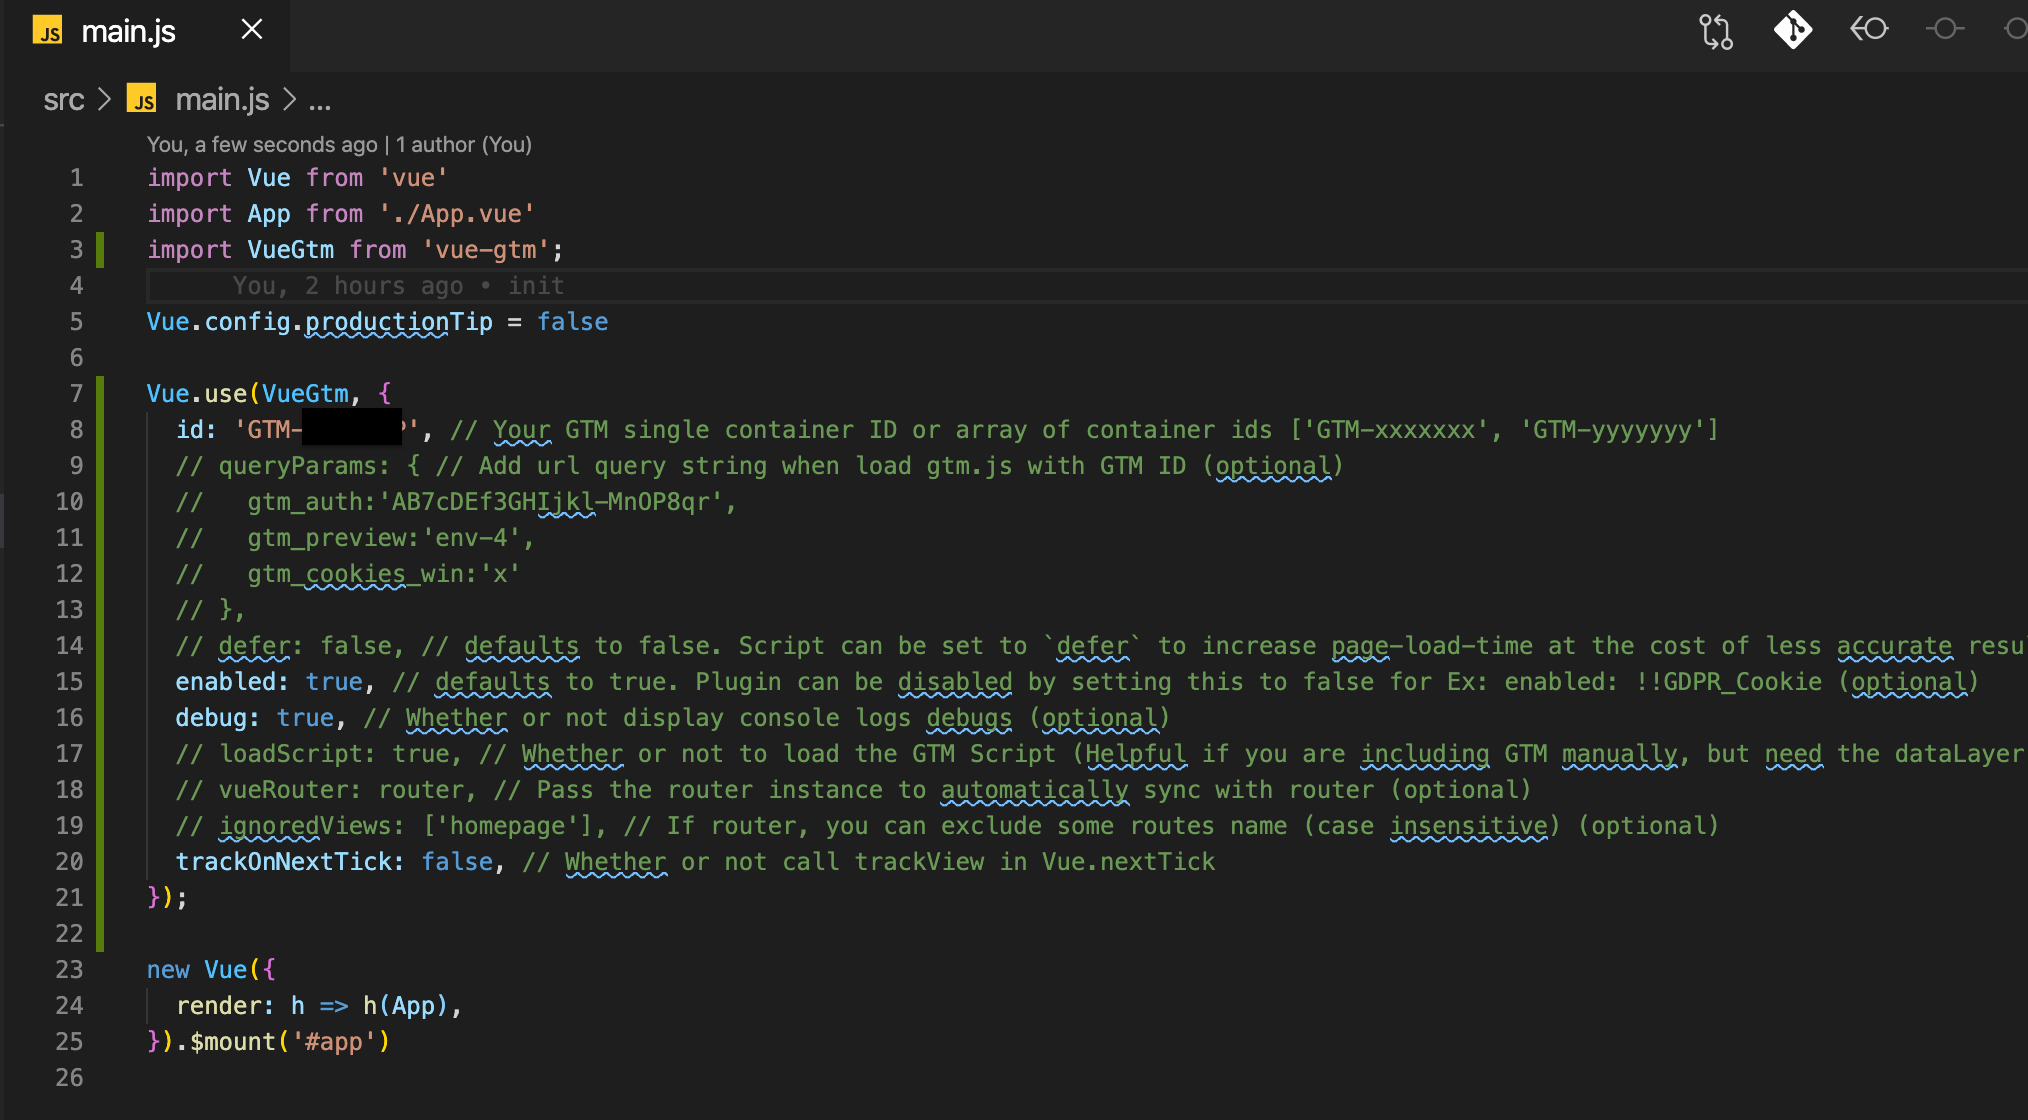 JS main.js
src > JS main.js > ...
You, a few seconds ago | 1 author (You)
1 import Vue from 'vue'
2 import App from './App.vue'
3 import VueGtm from 'vue-gtm';
4 You, 2 hours ago • init
5 Vue.config.productionTip = false
6
7 Vue.use(VueGtm, {
8 id: 'GTM- ', // Your GTM single container ID or array of container ids ['GTM-xxxxxxx', 'GTM-yyyyyyy']
9 // queryParams: { // Add url query string when load gtm.js with GTM ID (optional)
10 // gtm_auth:'AB7cDEf3GHIjkl-MnOP8qr',
11 // gtm_preview:'env-4',
12 // gtm_cookies_win:'x'
13 // },
14 // defer: false, // defaults to false. Script can be set to `defer` to increase page-load-time at the cost of less accurate resu
15 enabled: true, // defaults to true. Plugin can be disabled by setting this to false for Ex: enabled: !!GDPR_Cookie (optional)
16 debug: true, // Whether or not display console logs debugs (optional)
17 // loadScript: true, // Whether or not to load the GTM Script (Helpful if you are including GTM manually, but need the dataLayer
18 // vueRouter: router, // Pass the router instance to automatically sync with router (optional)
19 // ignoredViews: ['homepage'], // If router, you can exclude some routes name (case insensitive) (optional)
20 trackOnNextTick: false, // Whether or not call trackView in Vue.nextTick
21 });
22
23 new Vue({
24 render: h => h(App),
25 }).$mount('#app')
26